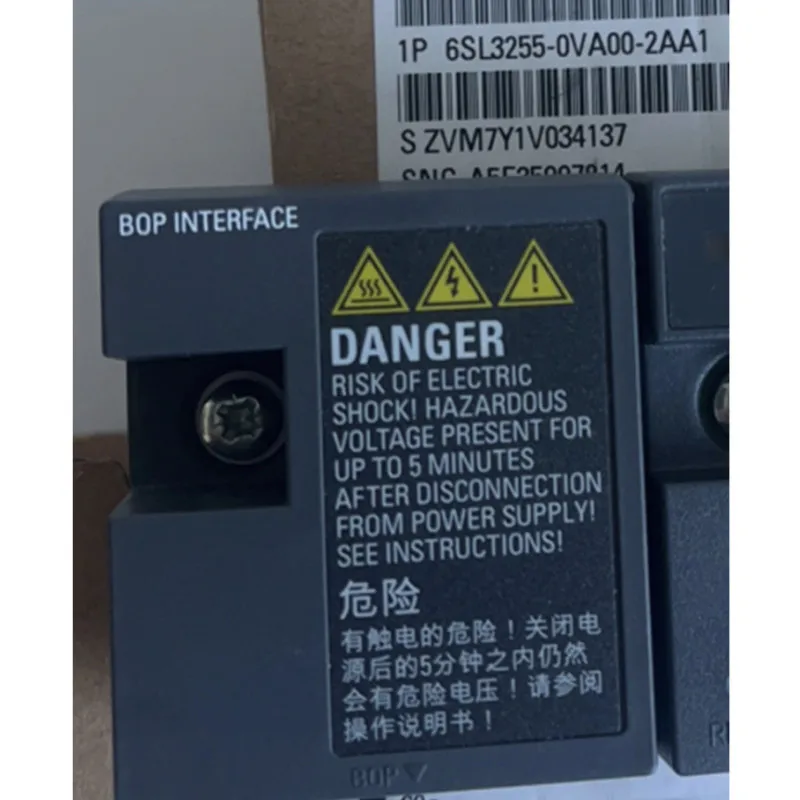 1P 6SL3255-0VA00-2AA1
S ZVM7Y1V034137
SNC A5E35997814
BOP INTERFACE
DANGER
RISK OF ELECTRIC
SHOCK! HAZARDOUS
VOLTAGE PRESENT FOR
UP TO 5 MINUTES
AFTER DISCONNECTION
FROM POWER SUPPLY!
SEE INSTRUCTIONS!
危险
有触电的危险！关闭电
源后的5分钟之内仍然
会有危险电压！请参阅
操作说明书！
BOP